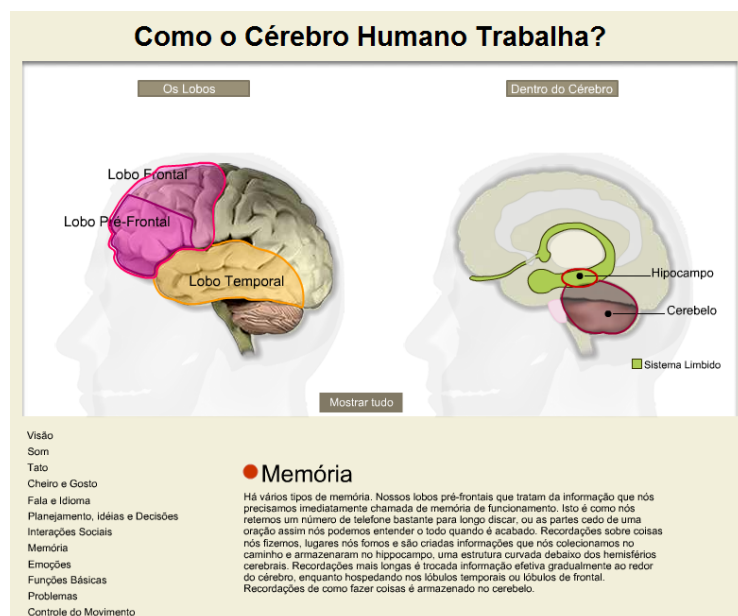 Como o Cérebro Humano Trabalha?
Os Lobos
Dentro do Cérebro
Lobo Frontal
Lobo Pré-Frontal
Lobo Temporal
Hipocampo
Cerebelo
Sistema Limbido
Mostrar tudo
Visão
Som
Tato
Cheiro e Gosto
Fala e Idioma
Planejamento, idéias e Decisões
Interações Sociais
Memória
Emoções
Funções Básicas
Problemas
Controle do Movimento
Memória
Há vários tipos de memória. Nossos lobos pré-frontais que tratam da informação que nós
precisamos imediatamente chamada de memória de funcionamento. Isto é como nós
retemos um número de telefone bastante para longo discar, ou as partes cedo de uma
oração assim nós podemos entender o todo quando é acabado. Recordações sobre coisas
nós fizemos, lugares nós fomos e são criadas informações que nós colecionamos no
caminho e armazenaram no hippocampo, uma estrutura curvada debaixo dos hemisférios
cerebrais. Recordações mais longas é trocada informação efetiva gradualmente ao redor
do cérebro, enquanto hospedando nos lóbulos temporais ou lóbulos de frontal.
Recordações de como fazer coisas é armazenado no cerebelo.